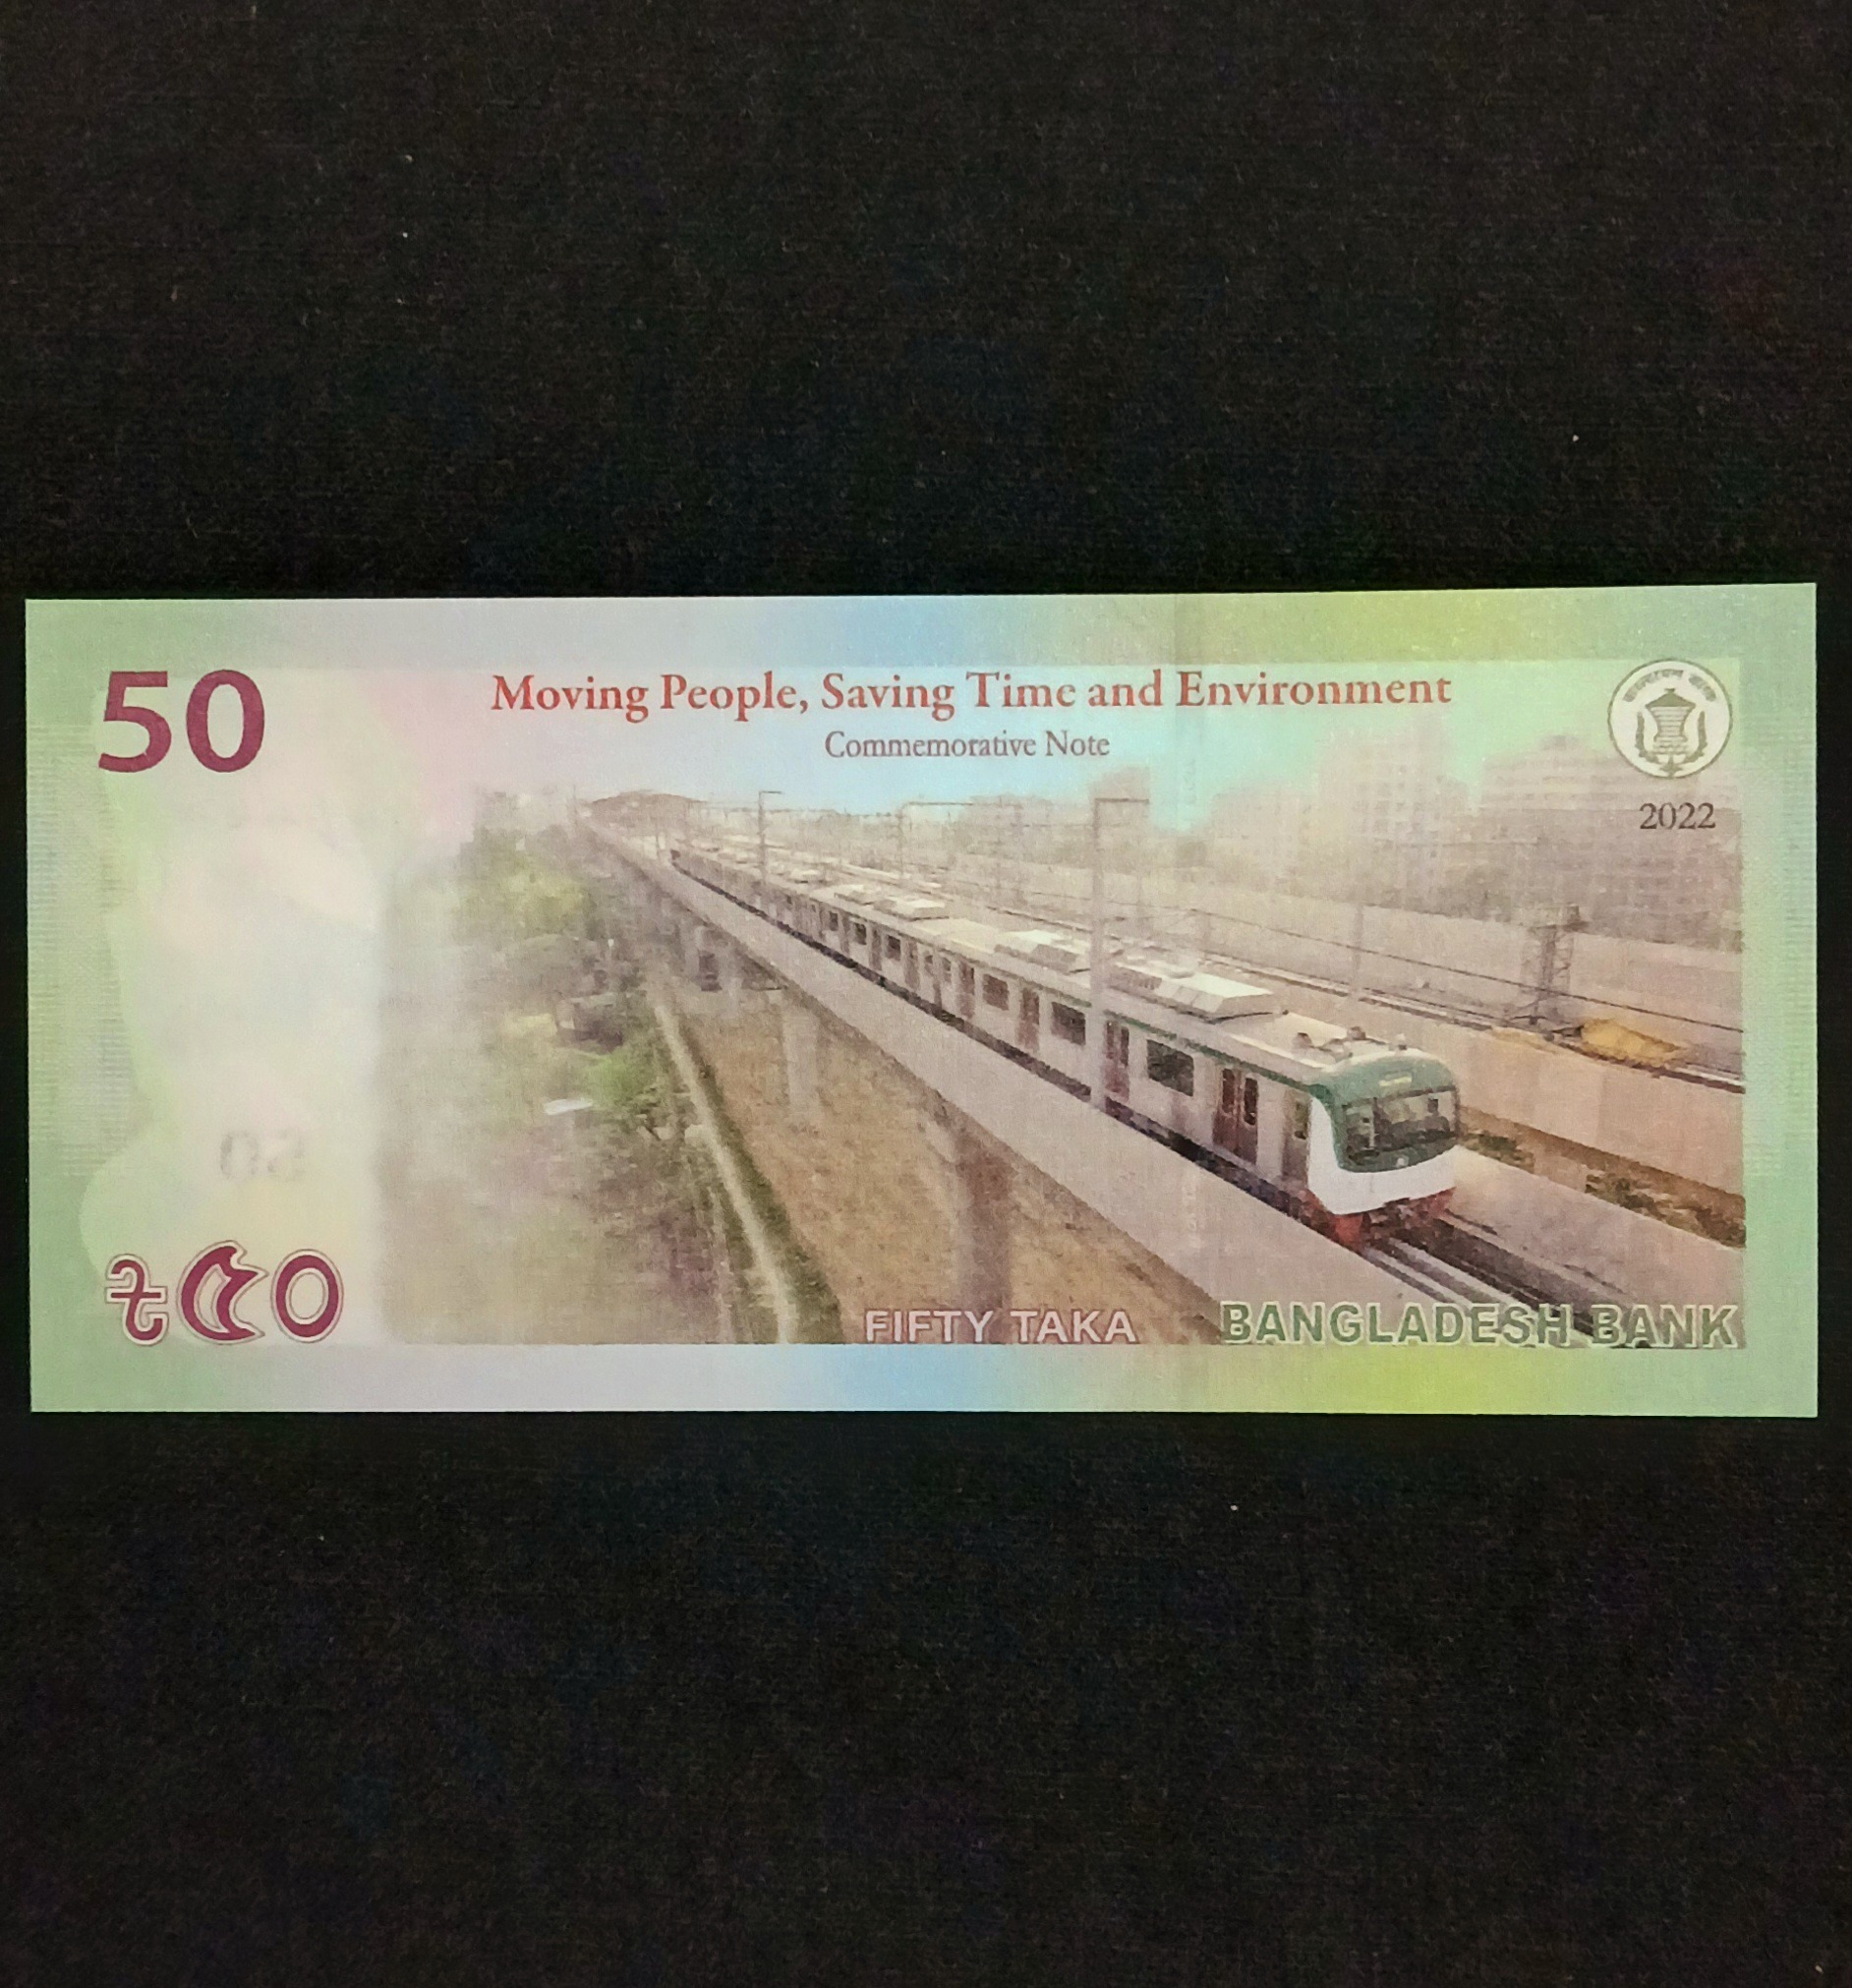 50
Moving People, Saving Time and Environment
Commemorative Note
2022
৳৫০
FIFTY TAKA
BANGLADESH BANK